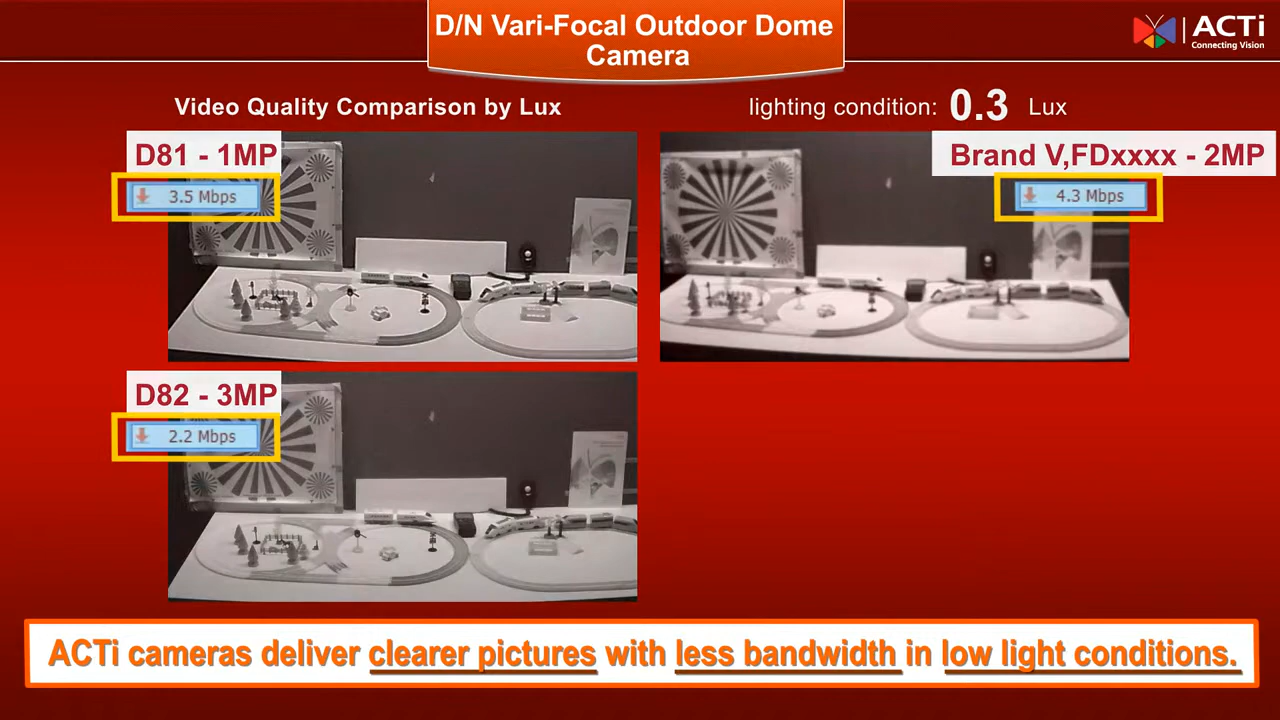 D/N Vari-Focal Outdoor Dome
Camera
ACTi
Connecting Vision
Video Quality Comparison by Lux
lighting condition: 0.3 Lux
D81 - 1MP
3.5 Mbps
Brand V,FDxxxx - 2MP
4.3 Mbps
D82 - 3MP
2.2 Mbps
ACTi cameras deliver clearer pictures with less bandwidth in low light conditions.